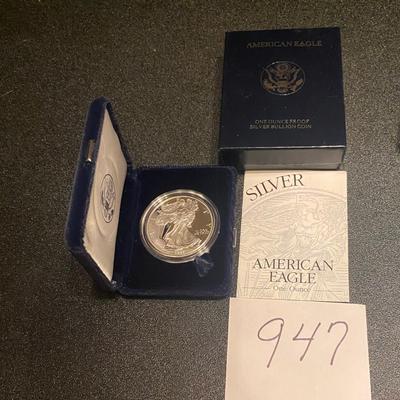 AMERICAN EAGLE
ONE OUNCE PROOF
SILVER BULLION COIN
SILVER
AMERICAN
EAGLE
One Ounce
947